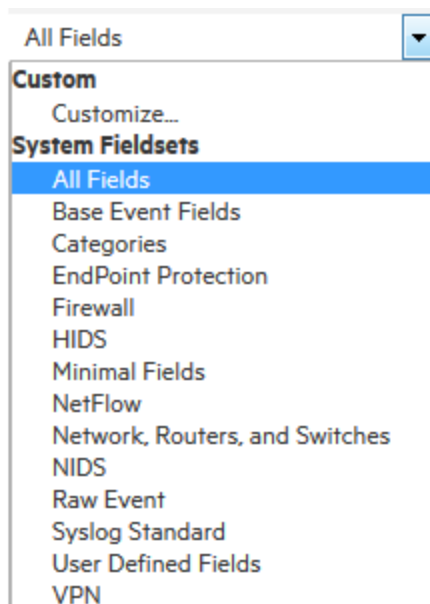 All Fields
Custom
Customize...
System Fieldsets
All Fields
Base Event Fields
Categories
EndPoint Protection
Firewall
HIDS
Minimal Fields
NetFlow
Network, Routers, and Switches
NIDS
Raw Event
Syslog Standard
User Defined Fields
VPN